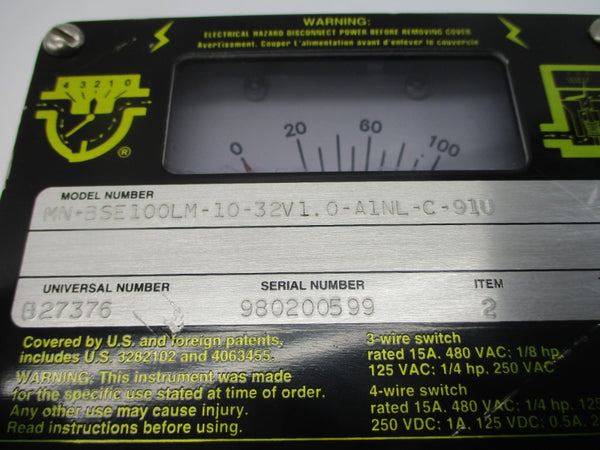 WARNING:
ELECTRICAL HAZARD DISCONNECT POWER BEFORE REMOVING COVER
Avertissement. Couper L'alimentation avant d'enlever le couvercle
4 3 2 1 0
®
0 20 60 100
MODEL NUMBER
MN-BSE100LM-10-32V1.0-A1NL-C-91U
UNIVERSAL NUMBER SERIAL NUMBER ITEM
B27376 980200599 2
Covered by U.S. and foreign patents,
includes U.S. 3282102 and 4063455.
WARNING: This instrument was made
for the specific use stated at time of order.
Any other use may cause injury.
Read instructions before using.
3-wire switch
rated 15A. 480 VAC: 1/8 hp.
125 VAC: 1/4 hp. 250 VAC
4-wire switch
rated 15A. 480 VAC: 1/4 hp. 125
250 VDC: 1A. 125 VDC: 0.5A. 2